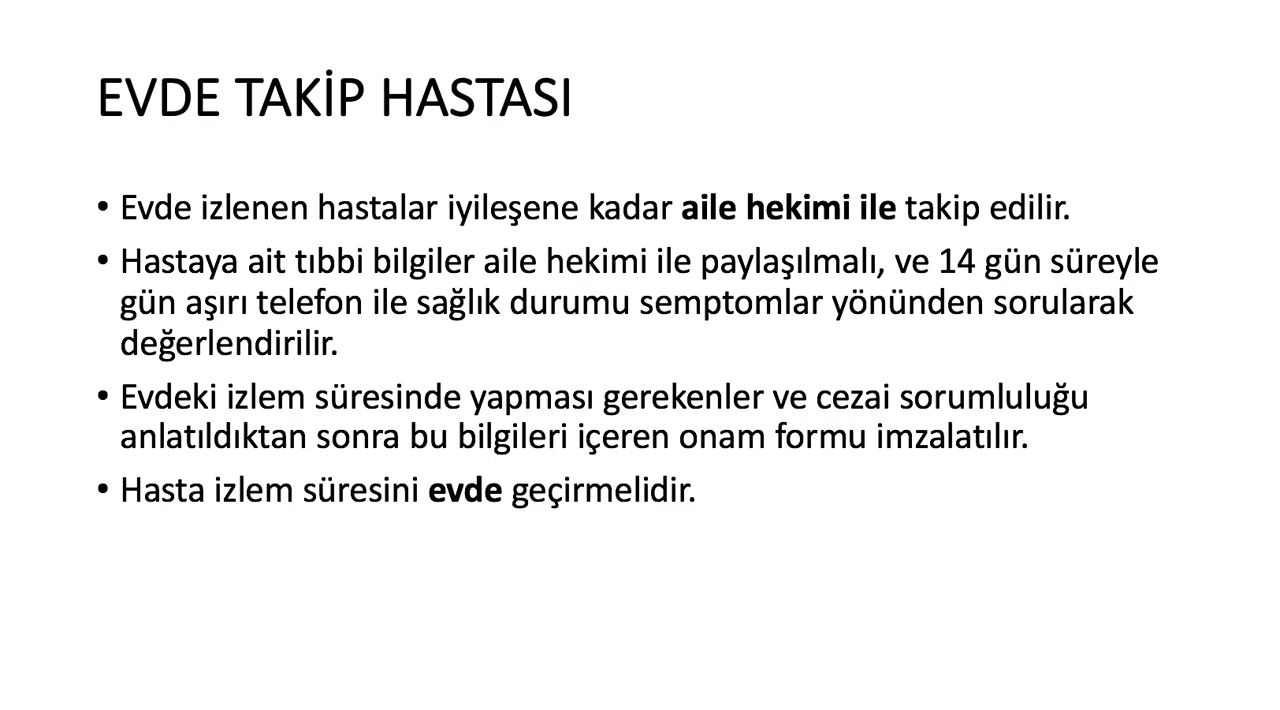 EVDE TAKİP HASTASI
• Evde izlenen hastalar iyileşene kadar aile hekimi ile takip edilir.
• Hastaya ait tıbbi bilgiler aile hekimi ile paylaşılmalı, ve 14 gün süreyle
gün aşırı telefon ile sağlık durumu semptomlar yönünden sorularak
değerlendirilir.
• Evdeki izlem süresinde yapması gerekenler ve cezai sorumluluğu
anlatıldıktan sonra bu bilgileri içeren onam formu imzalatılır.
• Hasta izlem süresini evde geçirmelidir.